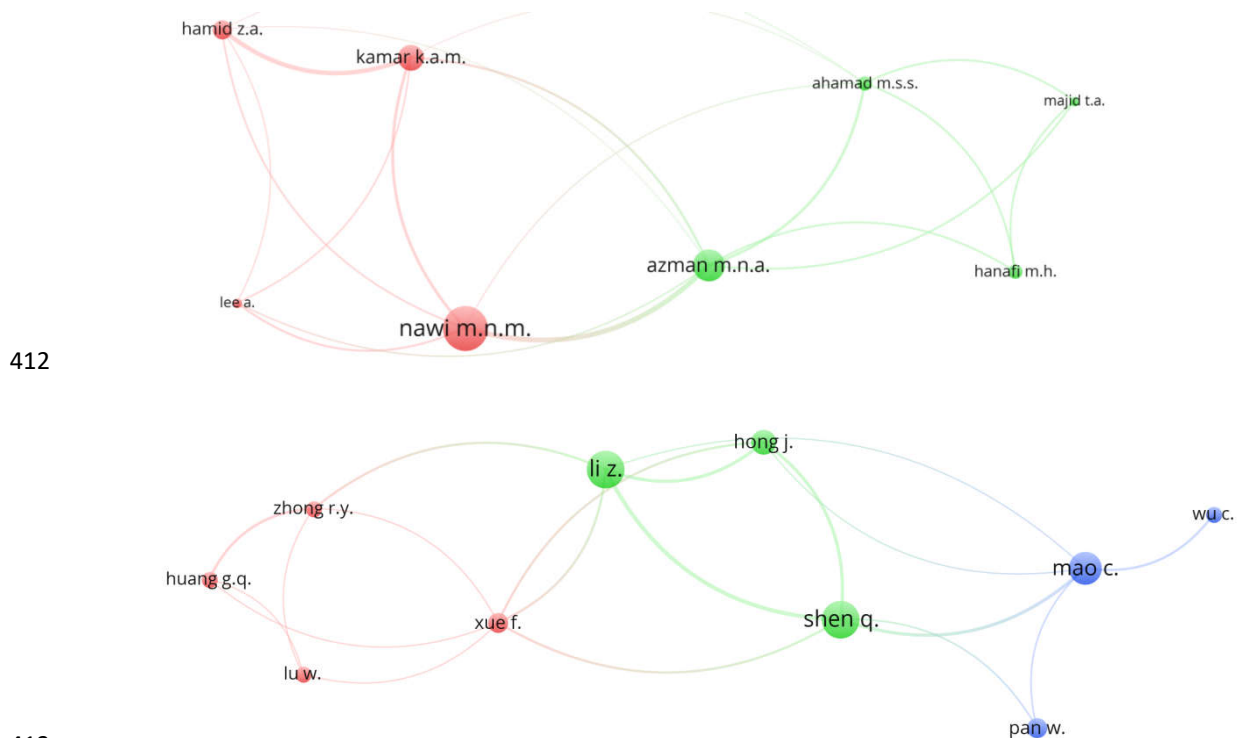 hamid z.a.
kamar k.a.m.
ahamad m.s.s.
majid t.a.
azman m.n.a.
hanafi m.h.
lee a.
nawi m.n.m.
412
hong j.
li z.
zhong r.y.
wu c.
mao c.
huang g.q.
shen q.
xue f.
lu w.
pan w.